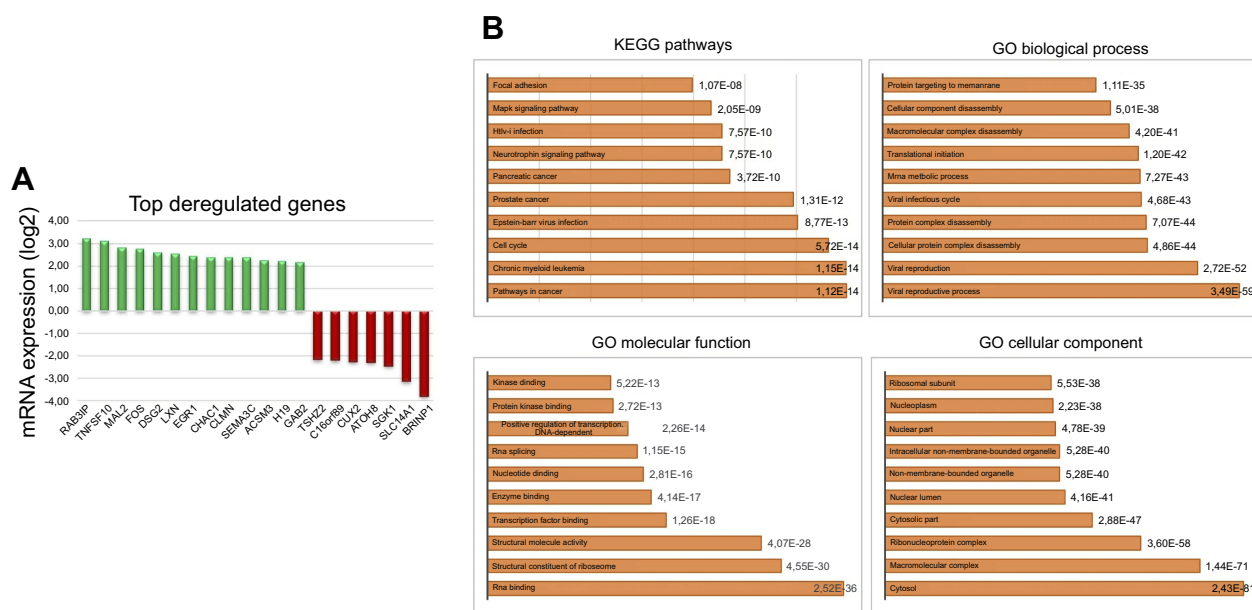 A
Top deregulated genes
mRNA expression (log2)
4,00
3,00
2,00
1,00
0,00
-1,00
-2,00
-3,00
-4,00
RAB3IP
TNFSF10
MAL2
FOS
DSG2
LXN
EGR1
CHAC1
CLMN
SEMA3C
ACSM3
H19
GAB2
TSHZ2
C16orf89
CUX2
ATOH8
SGK1
SLC14A1
BRINP1
B
KEGG pathways
Focal adhesion 1,07E-08
Mapk signaling pathway 2,05E-09
Htlv-i infection 7,57E-10
Neurotrophin signaling pathway 7,57E-10
Pancreatic cancer 3,72E-10
Prostate cancer 1,31E-12
Epstein-barr virus infection 8,77E-13
Cell cycle 5,72E-14
Chronic myeloid leukemia 1,15E-14
Pathways in cancer 1,12E-14
GO biological process
Protein targeting to memanrane 1,11E-35
Cellular component disassembly 5,01E-38
Macromolecular complex disassembly 4,20E-41
Translational initiation 1,20E-42
Mrna metbolic process 7,27E-43
Viral infectious cycle 4,68E-43
Protein complex disassembly 7,07E-44
Cellular protein complex disassembly 4,86E-44
Viral reproduction 2,72E-52
Viral reproductive process 3,49E-59
GO molecular function
Kinase dinding 5,22E-13
Protein kinase binding 2,72E-13
Positive regulation of transcription.
DNA-dependent 2,26E-14
Rna splicing 1,15E-15
Nucleotide dinding 2,81E-16
Enzyme binding 4,14E-17
Transcription factor binding 1,26E-18
Structural molecule activity 4,07E-28
Structural constituent of riboseome 4,55E-30
Rna binding 2,52E-36
GO cellular component
Ribosomal subunit 5,53E-38
Nucleoplasm 2,23E-38
Nuclear part 4,78E-39
Intracellular non-membrane-bounded organelle 5,28E-40
Non-membrane-bounded organelle 5,28E-40
Nuclear lumen 4,16E-41
Cytosolic part 2,88E-47
Ribonucleoprotein complex 3,60E-58
Macromolecular complex 1,44E-71
Cytosol 2,43E-81